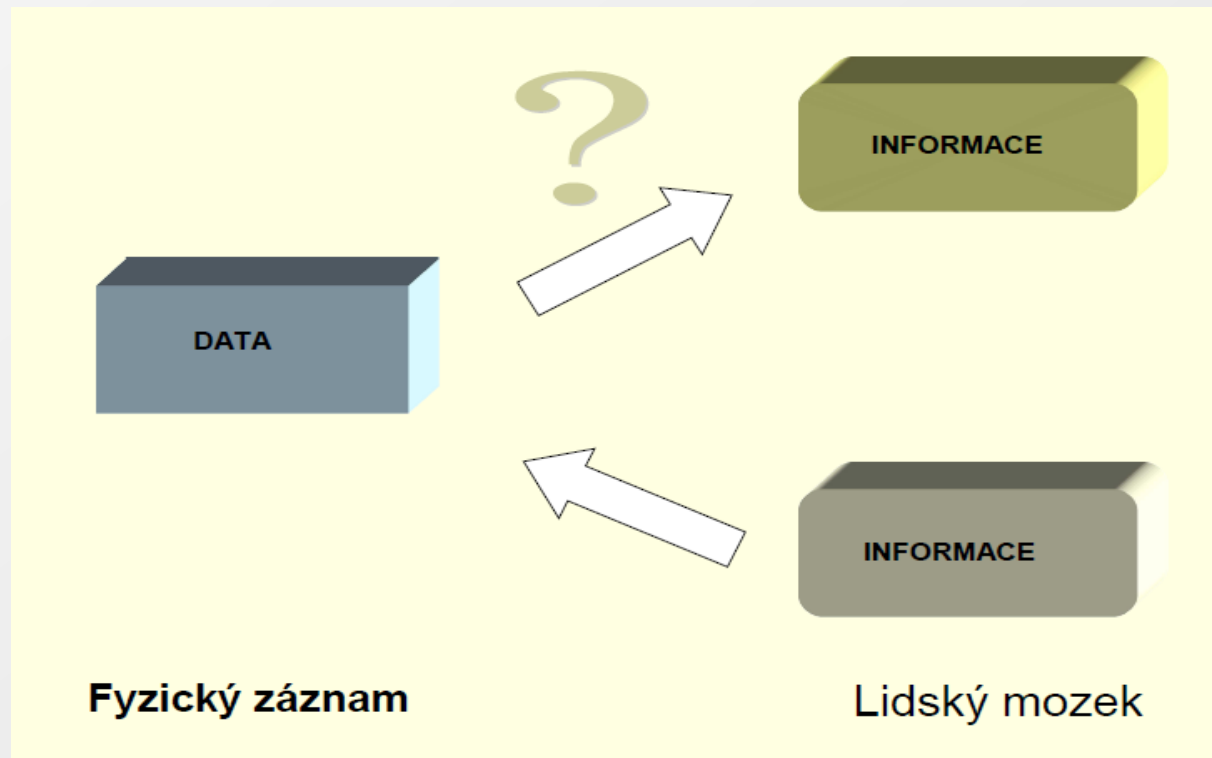 ?
INFORMACE
DATA
INFORMACE
Fyzický záznam
Lidský mozek